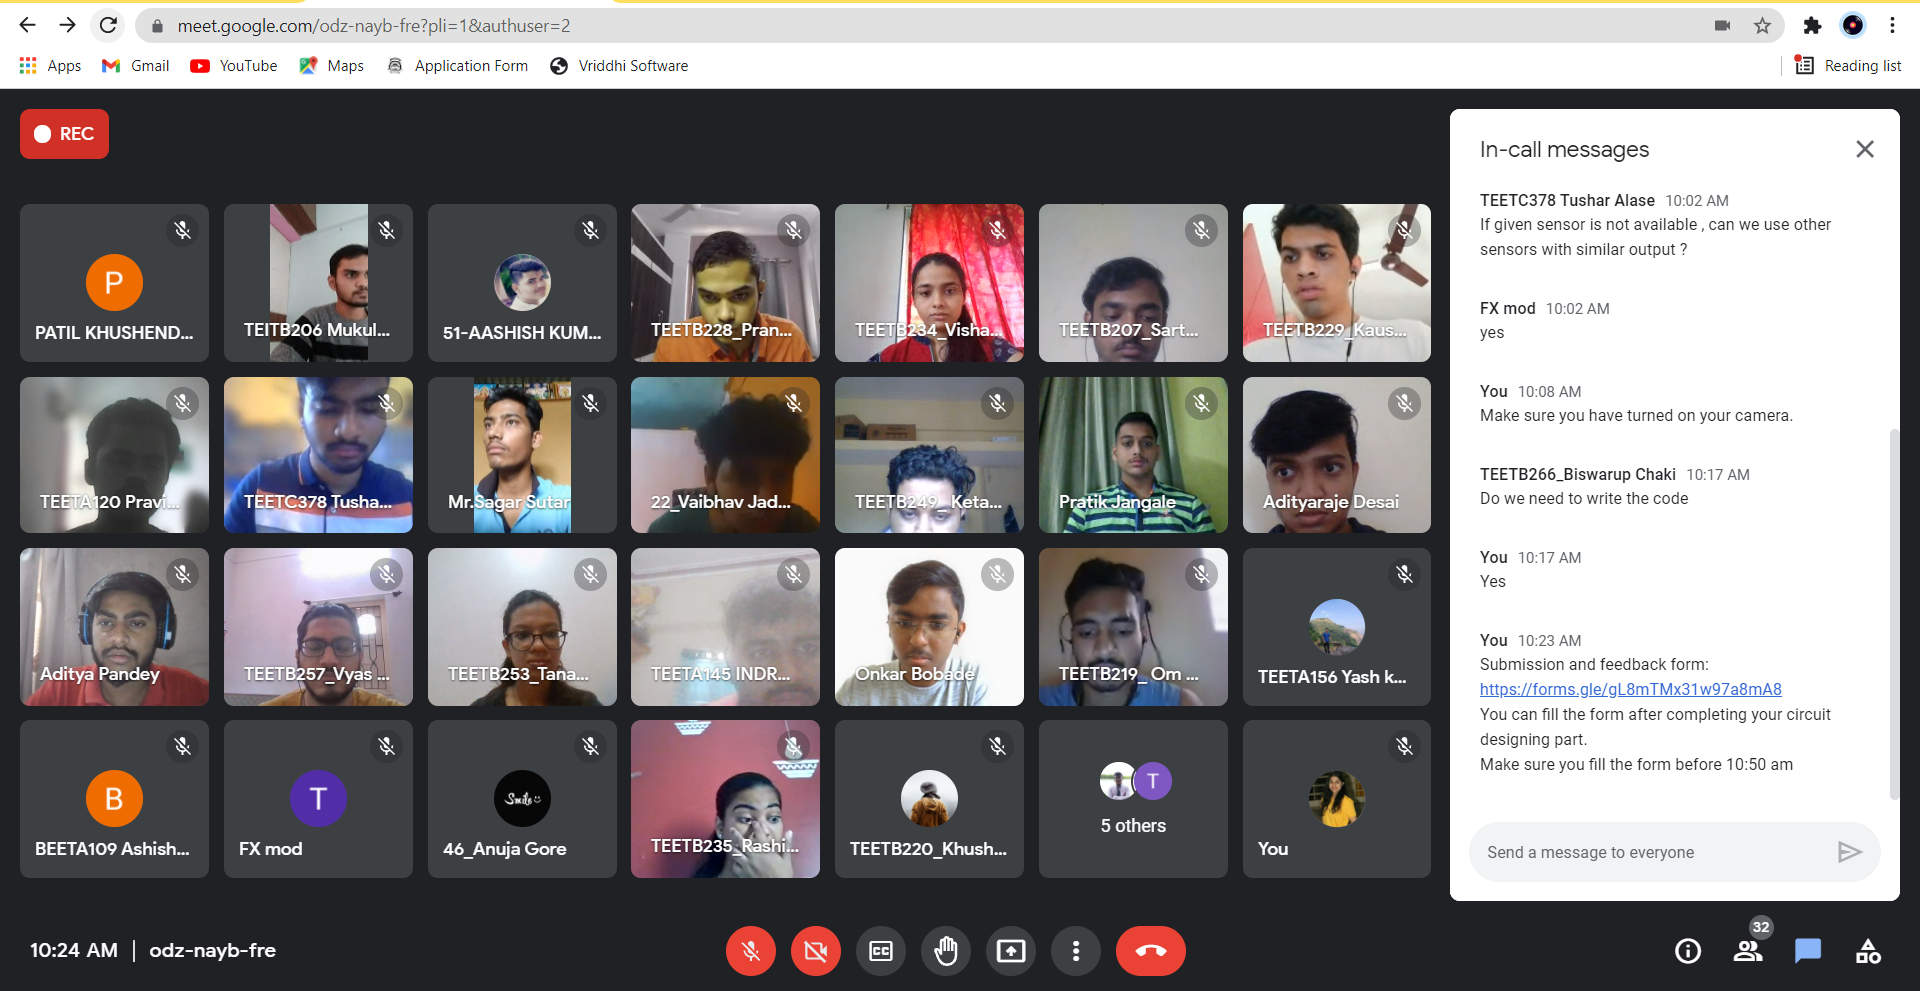 meet.google.com/odz-nayb-fre?pli=1&authuser=2
Apps Gmail YouTube Maps Application Form Vriddhi Software Reading list
REC
PATIL KHUSHEND...
TEITB206 Mukul...
51-AASHISH KUM...
TEETB228_Pran...
TEETB234_Visha...
TEETB207_Sart...
TEETB229_Kaus...
TEETA120 Pravi...
TEETC378 Tusha...
Mr.Sagar Sutar
22_Vaibhav Jad...
TEETB249_ Keta...
Pratik Jangale
Adityaraje Desai
Aditya Pandey
TEETB257_Vyas ...
TEETB253_Tana...
TEETA145 INDR...
Onkar Bobade
TEETB219_ Om ...
TEETA156 Yash k...
P
B
BEETA109 Ashish...
T
FX mod
Smile
46_Anuja Gore
TEETB235_Rashi...
TEETB220_Khush...
T
5 others
You
In-call messages
TEETC378 Tushar Alase 10:02 AM
If given sensor is not available , can we use other
sensors with similar output ?
FX mod 10:02 AM
yes
You 10:08 AM
Make sure you have turned on your camera.
TEETB266_Biswarup Chaki 10:17 AM
Do we need to write the code
You 10:17 AM
Yes
You 10:23 AM
Submission and feedback form:
https://forms.gle/gL8mTMx31w97a8mA8
You can fill the form after completing your circuit
designing part.
Make sure you fill the form before 10:50 am
Send a message to everyone
10:24 AM | odz-nayb-fre
CC
32